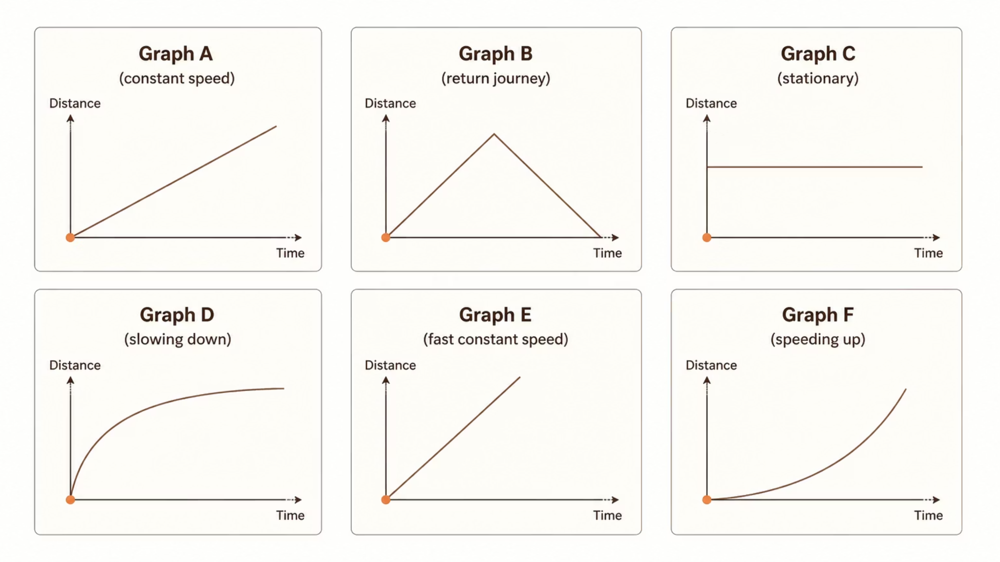 Graph A
(constant speed)
Distance
Time
Graph B
(return journey)
Distance
Time
Graph C
(stationary)
Distance
Time
Graph D
(slowing down)
Distance
Time
Graph E
(fast constant speed)
Distance
Time
Graph F
(speeding up)
Distance
Time